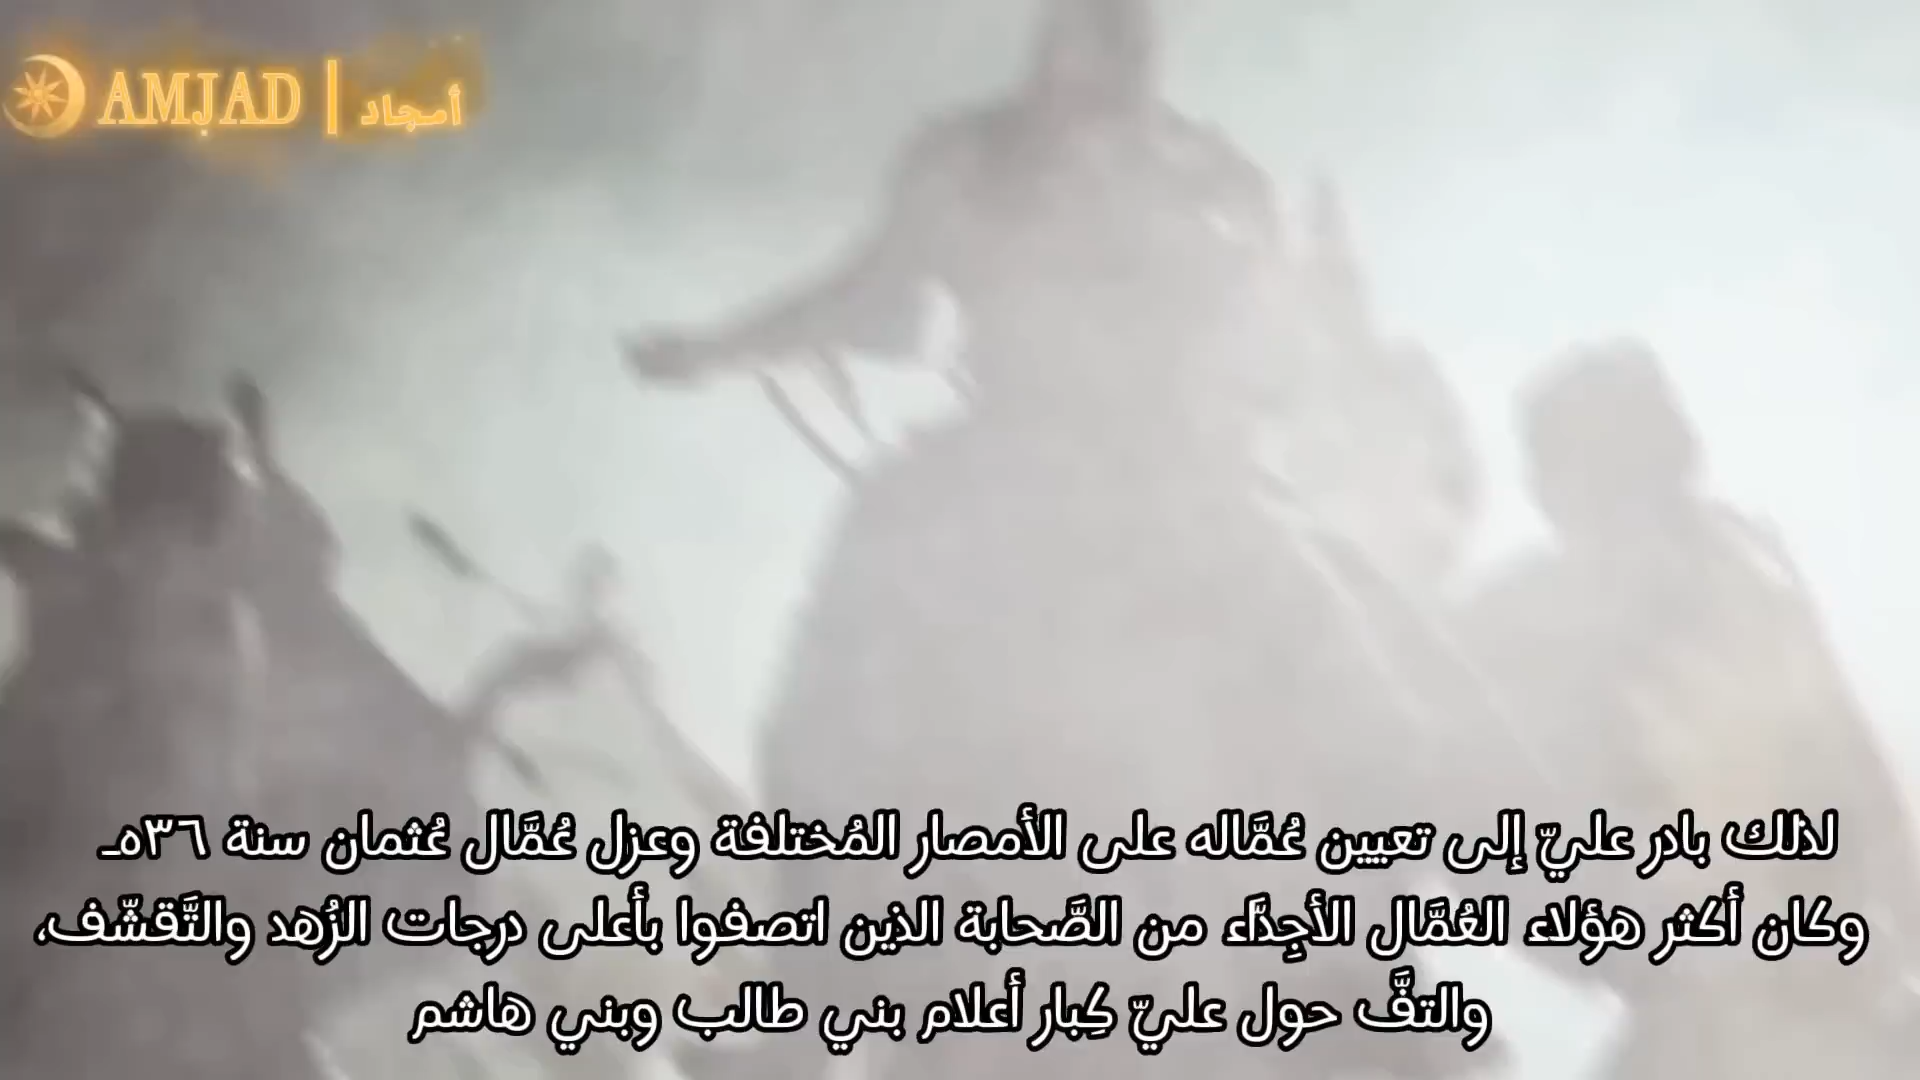 AMJAD | أمجاد
لذلك بادر عليّ إلى تعيين عُمَّاله على الأمصار المُختلفة وعزل عُمَّال عُثمان سنة ٣٦هـ
وكان أكثر هؤلاء العُمَّال الأجِدَّاء من الصَّحابة الذين اتصفوا بأعلى درجات الزُهد والتَّقشّف،
والتفَّ حول عليّ كِبار أعلام بني طالب وبني هاشم